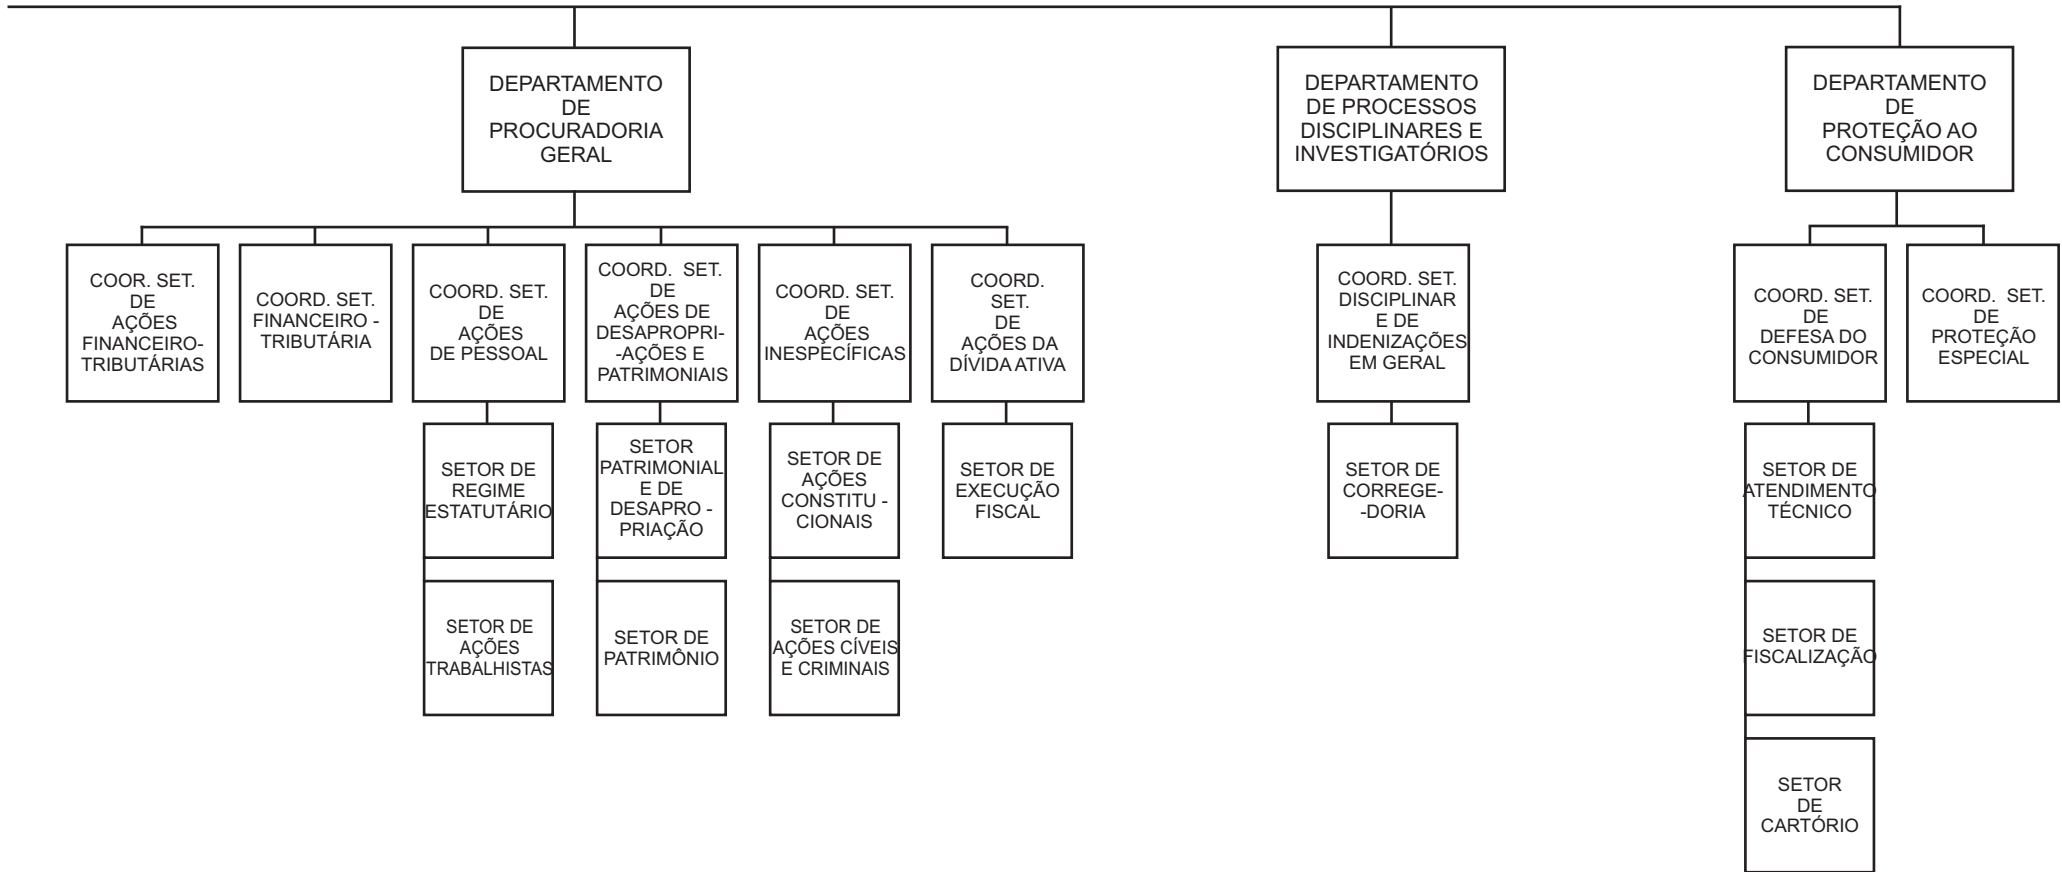 DEPARTAMENTO
DE
PROCURADORIA
GERAL
DEPARTAMENTO
DE PROCESSOS
DISCIPLINARES E
INVESTIGATÓRIOS
DEPARTAMENTO
DE
PROTEÇÃO AO
CONSUMIDOR
COOR. SET.
DE
AÇÕES
FINANCEIRO-
TRIBUTÁRIAS
COORD. SET.
FINANCEIRO -
TRIBUTÁRIA
COORD. SET.
DE
AÇÕES
DE PESSOAL
COORD. SET.
DE
AÇÕES DE
DESAPROPRI-
-AÇÕES E
PATRIMONIAIS
COORD. SET.
DE
AÇÕES
INESPECÍFICAS
COORD.
SET.
DE
AÇÕES DA
DÍVIDA ATIVA
COORD. SET.
DISCIPLINAR
E DE
INDENIZAÇÕES
EM GERAL
COORD. SET.
DE
DEFESA DO
CONSUMIDOR
COORD. SET.
DE
PROTEÇÃO
ESPECIAL
SETOR DE
REGIME
ESTATUTÁRIO
SETOR
PATRIMONIAL
E DE
DESAPRO -
PRIAÇÃO
SETOR DE
AÇÕES
CONSTITU -
CIONAIS
SETOR DE
EXECUÇÃO
FISCAL
SETOR DE
CORREGE-
-DORIA
SETOR DE
ATENDIMENTO
TÉCNICO
SETOR DE
AÇÕES
TRABALHISTAS
SETOR DE
PATRIMÔNIO
SETOR DE
AÇÕES CÍVEIS
E CRIMINAIS
SETOR DE
FISCALIZAÇÃO
SETOR
DE
CARTÓRIO